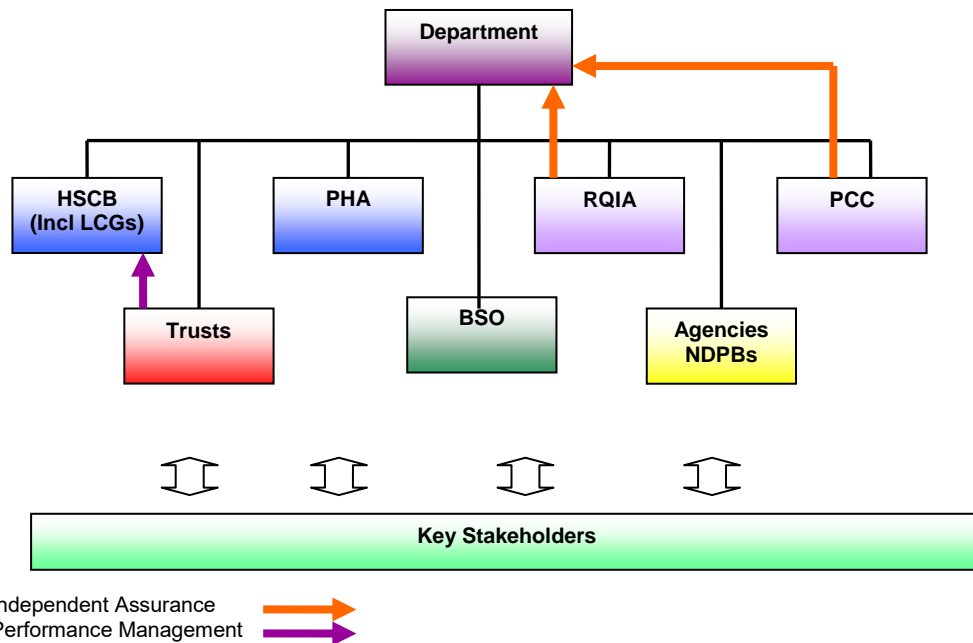 Department
HSCB
(Incl LCGs)
PHA
RQIA
PCC
Trusts
BSO
Agencies
NDPBs
Key Stakeholders
ndependent Assurance
Performance Management